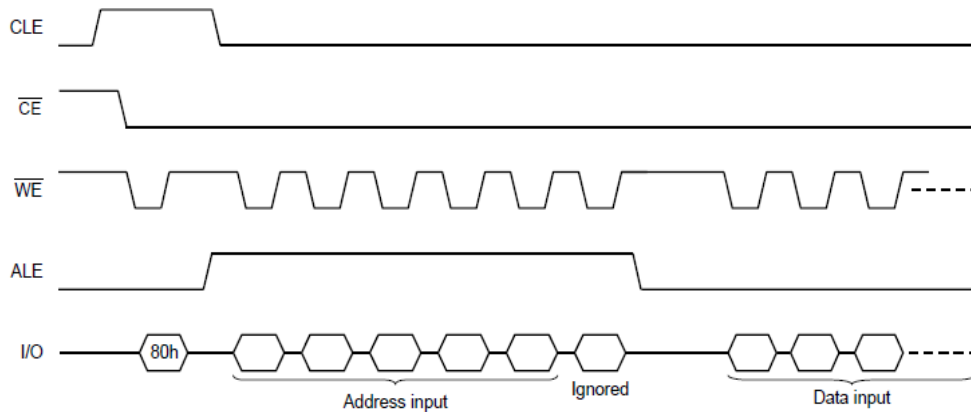 CLE
CE
WE
ALE
I/O
80h
Address input
Ignored
Data input